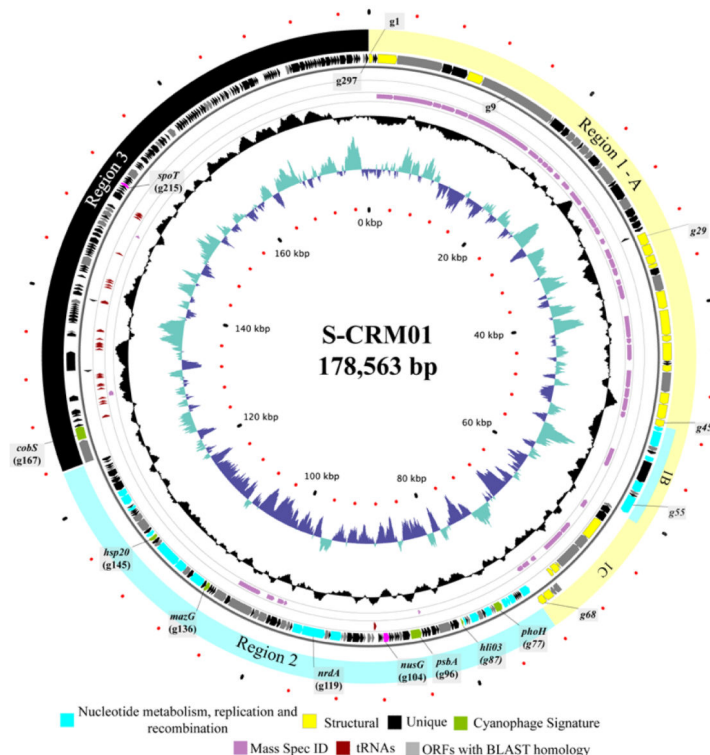 g1
g297
g9
Region 1 - A
Region 3
spoT
(g215)
g29
0 kbp
160 kbp
20 kbp
140 kbp
40 kbp
S-CRM01
178,563 bp
120 kbp
60 kbp
100 kbp
80 kbp
g45
1B
cobS
(g167)
g55
1C
hsp20
(g145)
g68
mazG
(g136)
phoH
(g77)
hli03
(g87)
Region 2
nrdA
(g119)
nusG
(g104)
psbA
(g96)
Nucleotide metabolism, replication and
recombination
Structural
Unique
Cyanophage Signature
Mass Spec ID
tRNAs
ORFs with BLAST homology